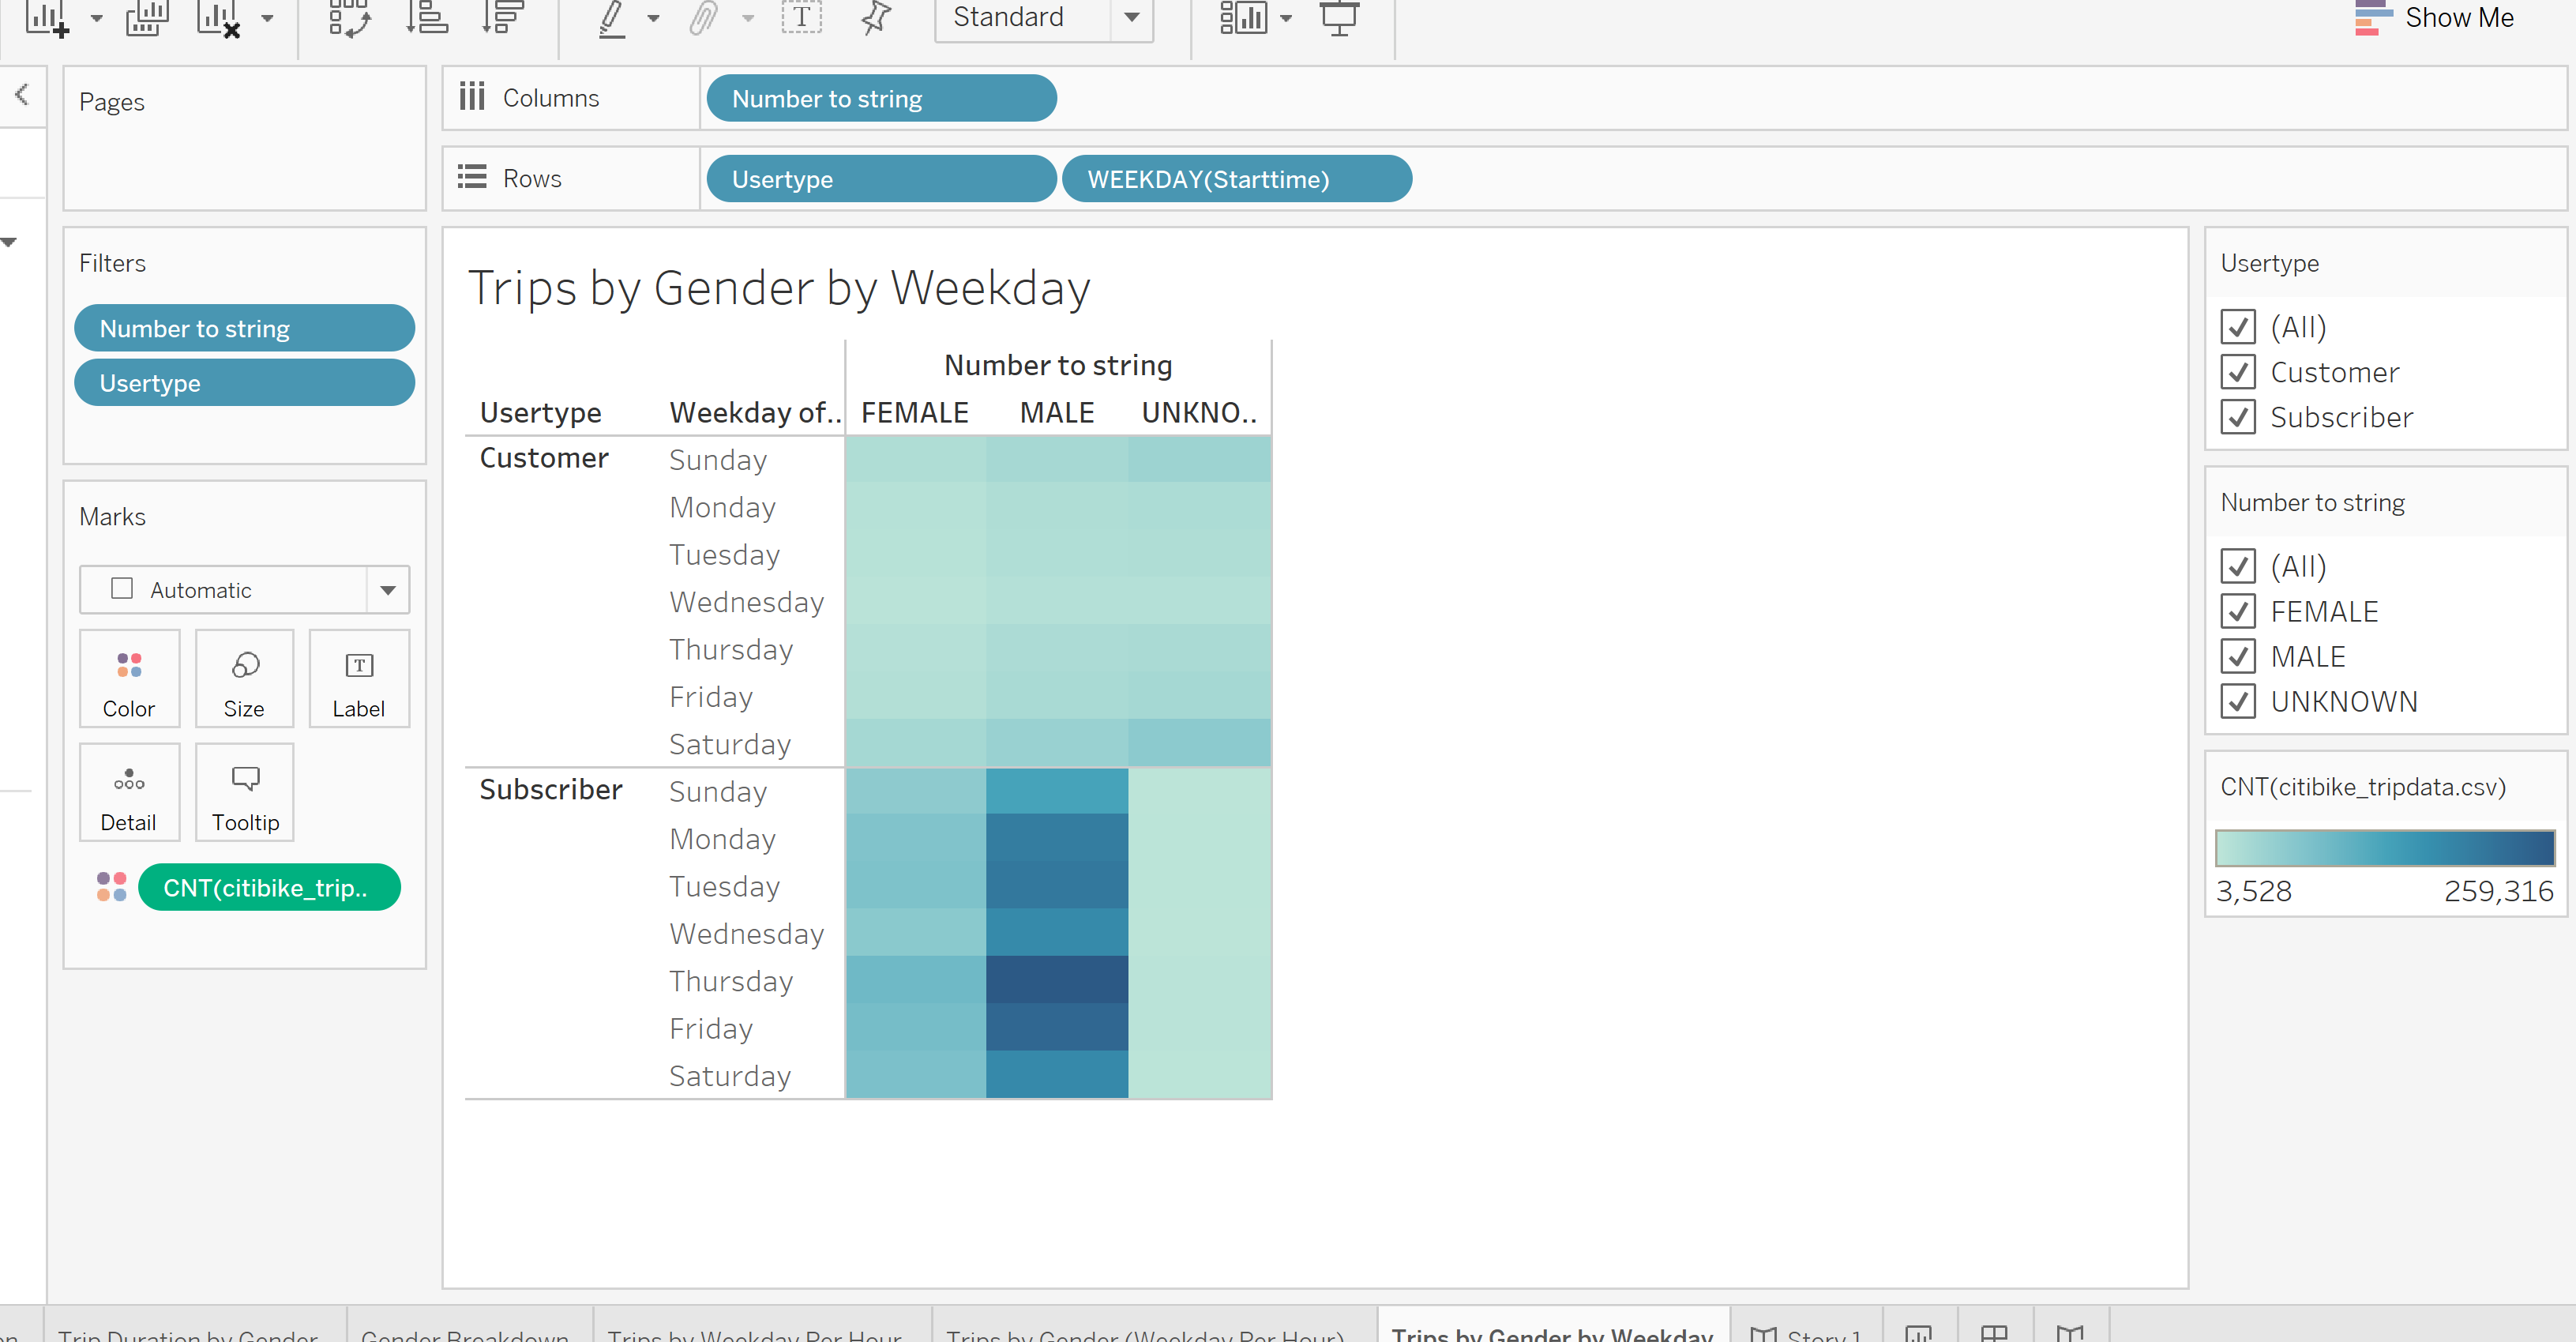 Standard
Show Me
Pages
Columns
Number to string
Rows
Usertype WEEKDAY(Starttime)
Filters
Number to string
Usertype
Marks
Automatic
Color Size Label
Detail Tooltip
CNT(citibike_trip..
Trips by Gender by Weekday
Number to string
Usertype Weekday of.. FEMALE MALE UNKNO..
Customer Sunday
Monday
Tuesday
Wednesday
Thursday
Friday
Saturday
Subscriber Sunday
Monday
Tuesday
Wednesday
Thursday
Friday
Saturday
Usertype
(All)
Customer
Subscriber
Number to string
(All)
FEMALE
MALE
UNKNOWN
CNT(citibike_tripdata.csv)
3,528 259,316
Trip Duration by Gender Gender Breakdown Trips by Weekday Per Hour Trips by Gender (Weekday Per Hour) Trips by Gender by Weekday Story 1